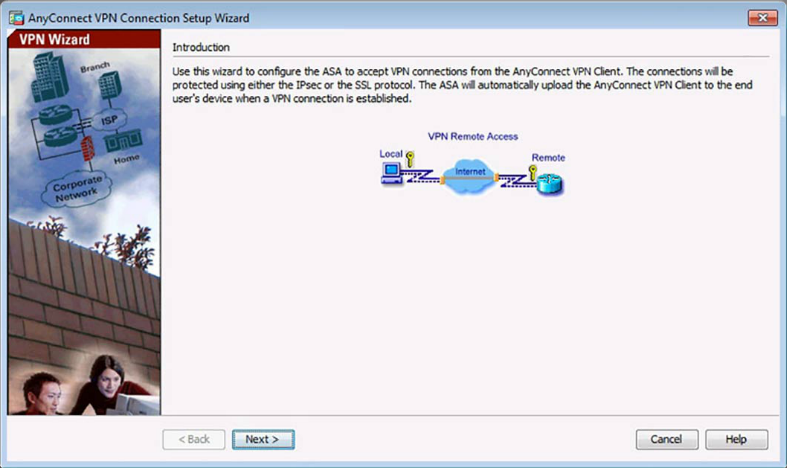 AnyConnect VPN Connection Setup Wizard
VPN Wizard
Branch
ISP
Home
Corporate
Network
Introduction
Use this wizard to configure the ASA to accept VPN connections from the AnyConnect VPN Client. The connections will be
protected using either the IPsec or the SSL protocol. The ASA will automatically upload the AnyConnect VPN Client to the end
user's device when a VPN connection is established.
VPN Remote Access
Local
Internet
Remote
< Back
Next >
Cancel
Help